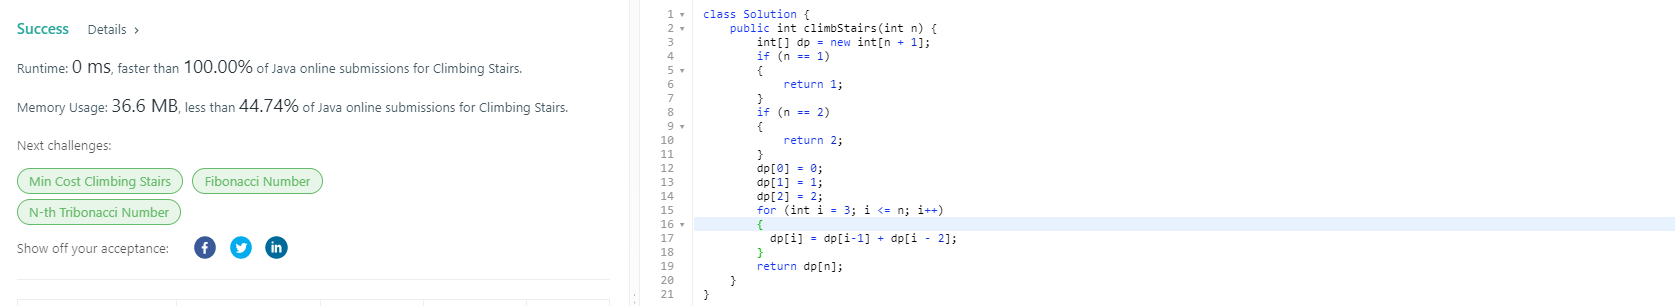 Success Details >
Runtime: 0 ms, faster than 100.00% of Java online submissions for Climbing Stairs.
Memory Usage: 36.6 MB, less than 44.74% of Java online submissions for Climbing Stairs.
Next challenges:
Min Cost Climbing Stairs Fibonacci Number
N-th Tribonacci Number
Show off your acceptance: f in
1 class Solution {
2 public int climbStairs(int n) {
3 int[] dp = new int[n + 1];
4 if (n == 1)
5 {
6 return 1;
7 }
8 if (n == 2)
9 {
10 return 2;
11 }
12 dp[0] = 0;
13 dp[1] = 1;
14 dp[2] = 2;
15 for (int i = 3; i <= n; i++)
16 {
17 dp[i] = dp[i-1] + dp[i - 2];
18 }
19 return dp[n];
20 }
21 }